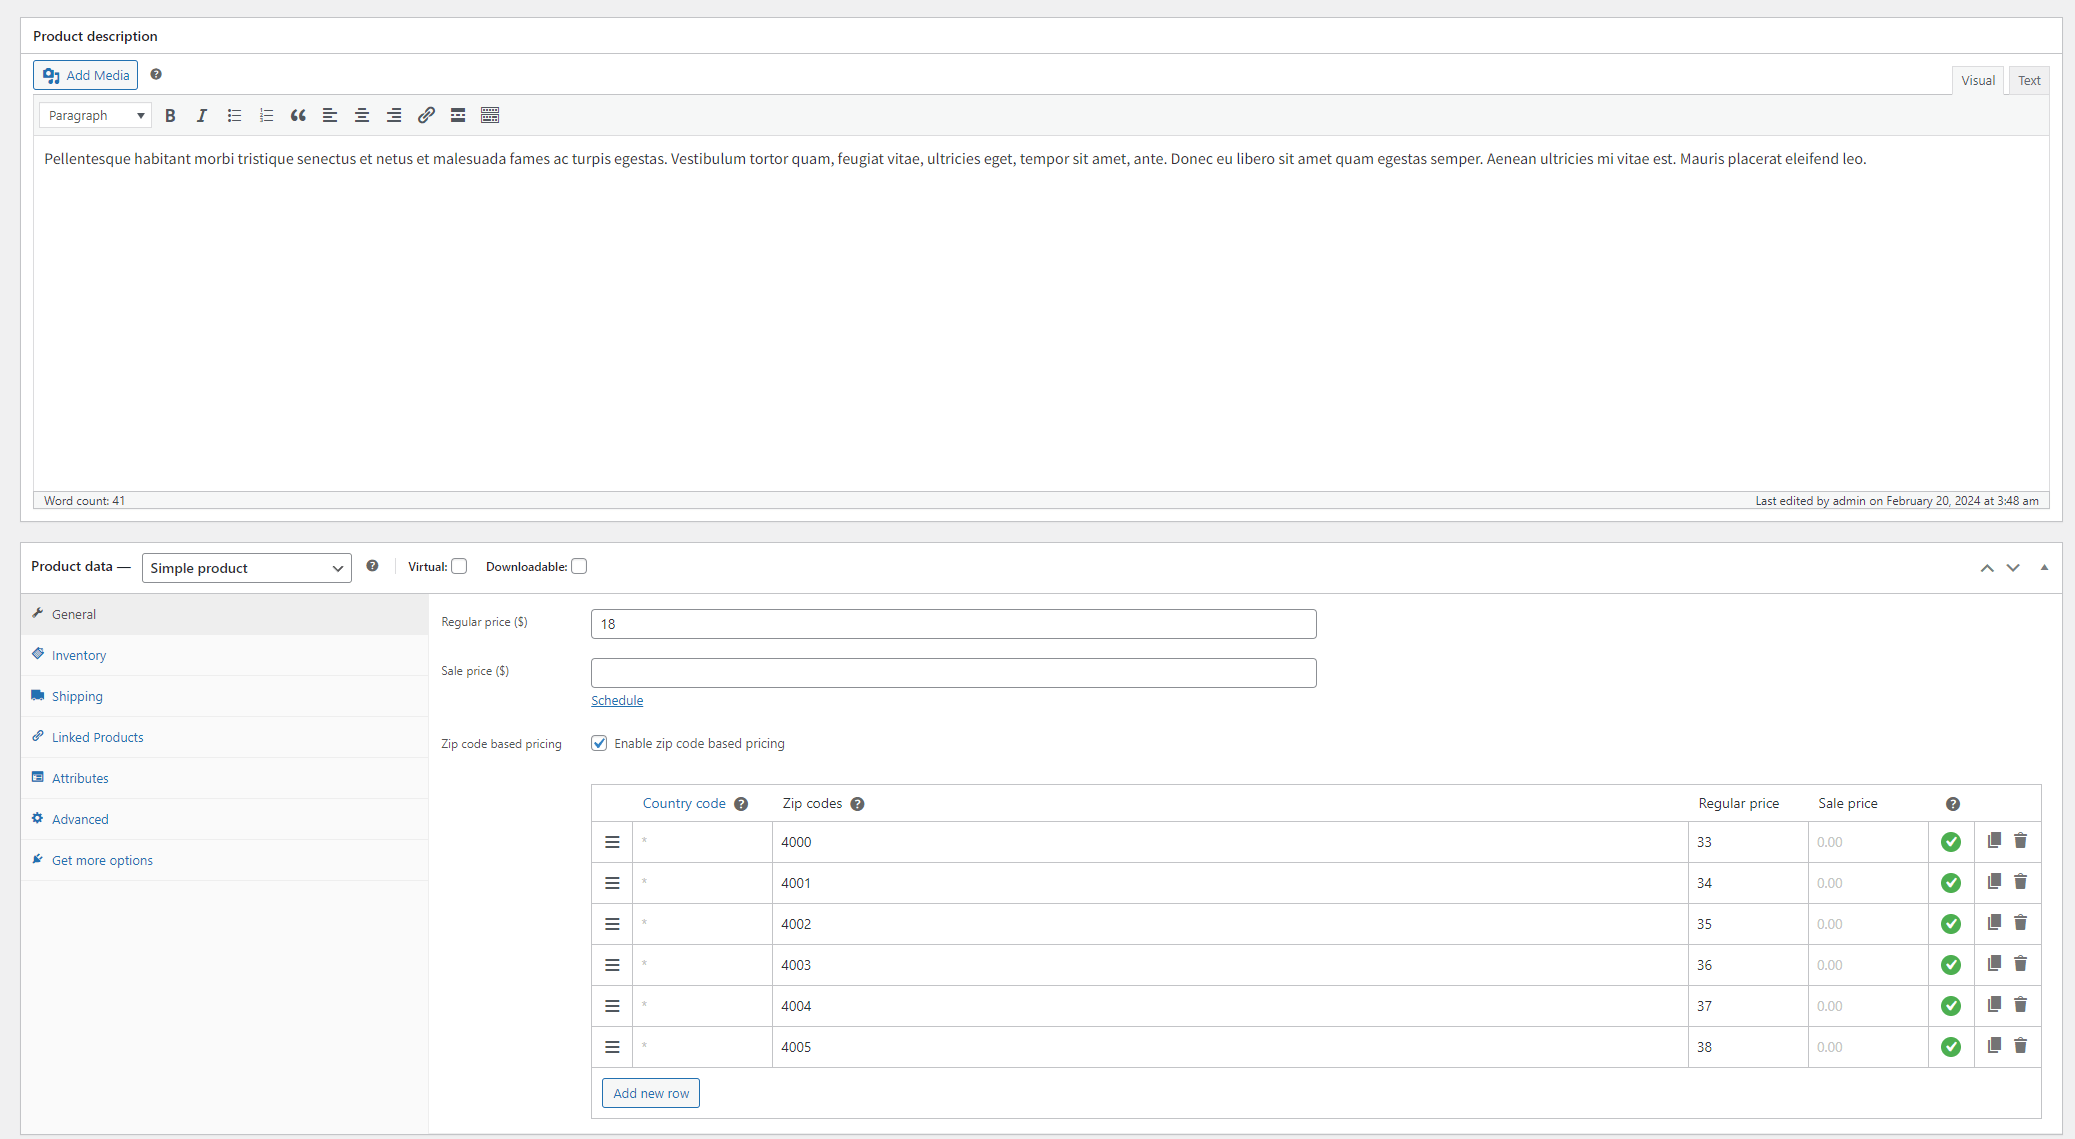 Product description
Add Media
Visual Text
Paragraph
Pellentesque habitant morbi tristique senectus et netus et malesuada fames ac turpis egestas. Vestibulum tortor quam, feugiat vitae, ultricies eget, tempor sit amet, ante. Donec eu libero sit amet quam egestas semper. Aenean ultricies mi vitae est. Mauris placerat eleifend leo.
Word count: 41 Last edited by admin on February 20, 2024 at 3:48 am
Product data — Simple product Virtual: Downloadable:
General
Inventory
Shipping
Linked Products
Attributes
Advanced
Get more options
Regular price ($) 18
Sale price ($)
Schedule
Zip code based pricing Enable zip code based pricing
Country code Zip codes Regular price Sale price
* 4000 33 0.00
* 4001 34 0.00
* 4002 35 0.00
* 4003 36 0.00
* 4004 37 0.00
* 4005 38 0.00
Add new row